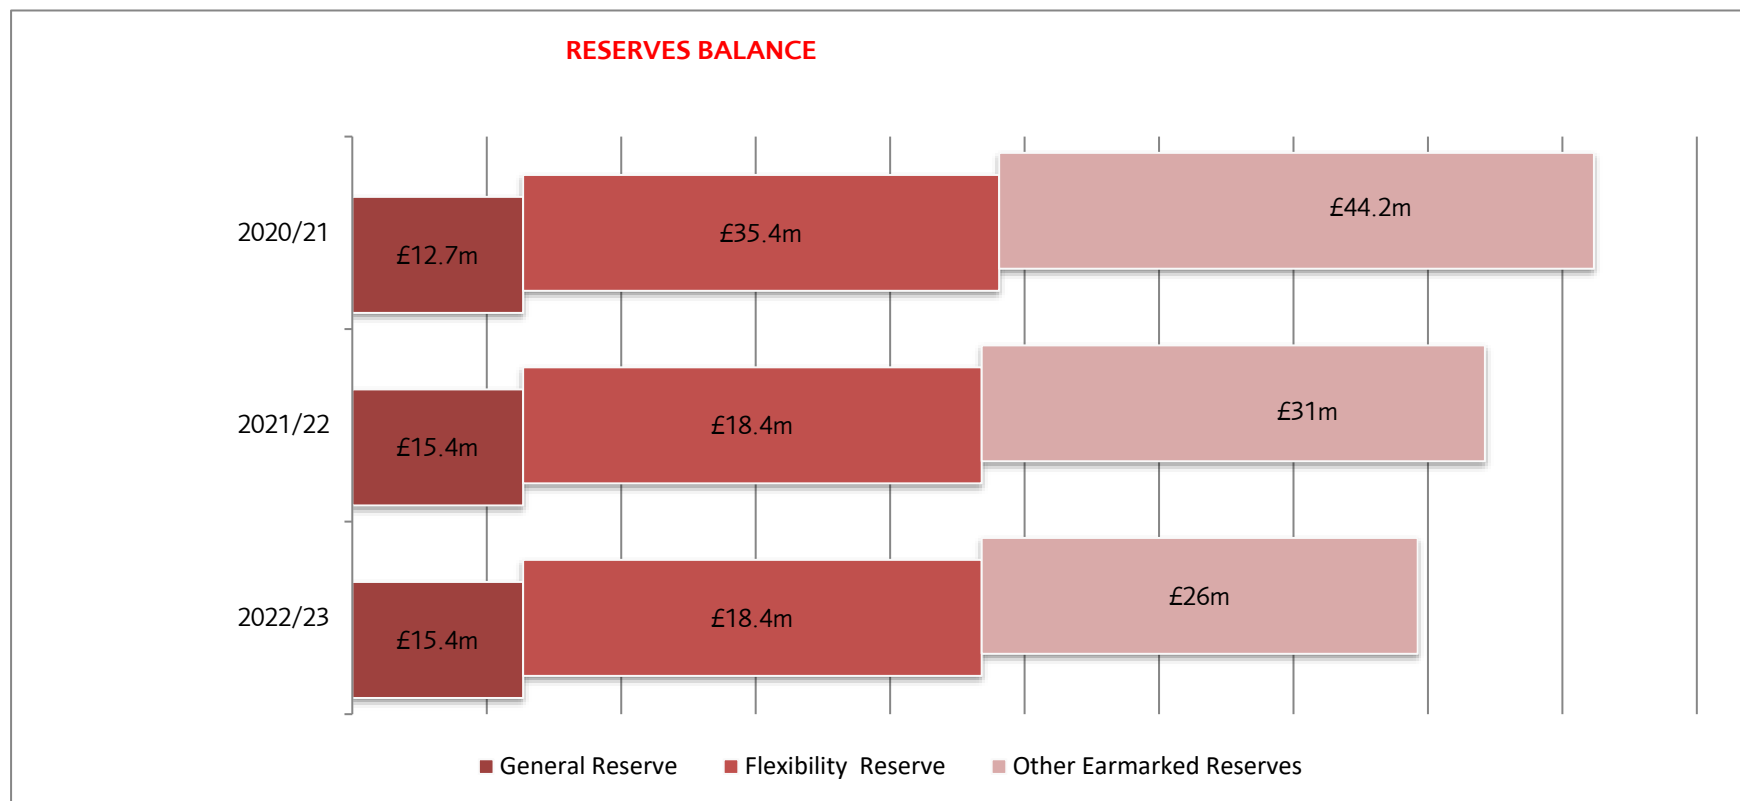 RESERVES BALANCE
2020/21
£12.7m
£35.4m
£44.2m
2021/22
£15.4m
£18.4m
£31m
2022/23
£15.4m
£18.4m
£26m
General Reserve
Flexibility  Reserve
Other Earmarked Reserves